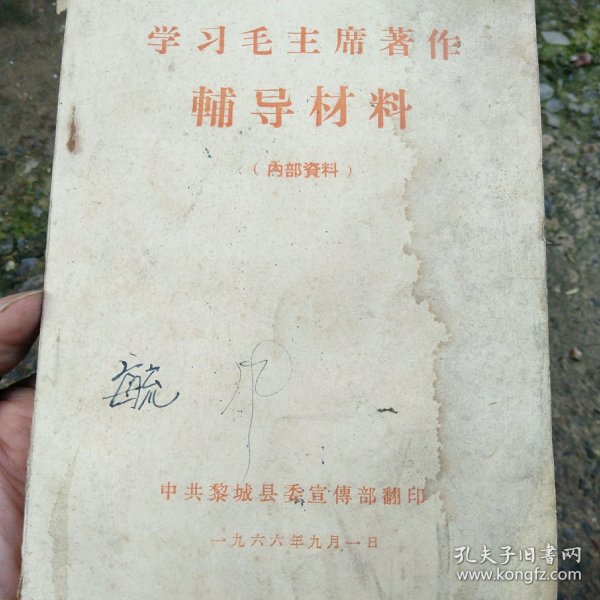 学习毛主席著作
輔导材料
（内部資料）
中共黎城县委宣傳部翻印
一九六六年九月一日
孔夫子旧书网
www.kongfz.com